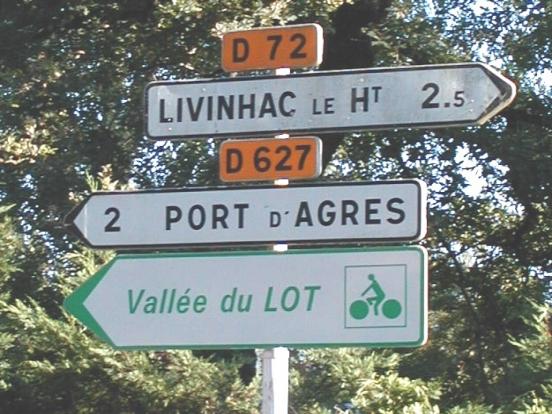 D 72
LIVINHAC LE HT 2.5
D 627
2 PORT D'AGRES
Vallée du LOT